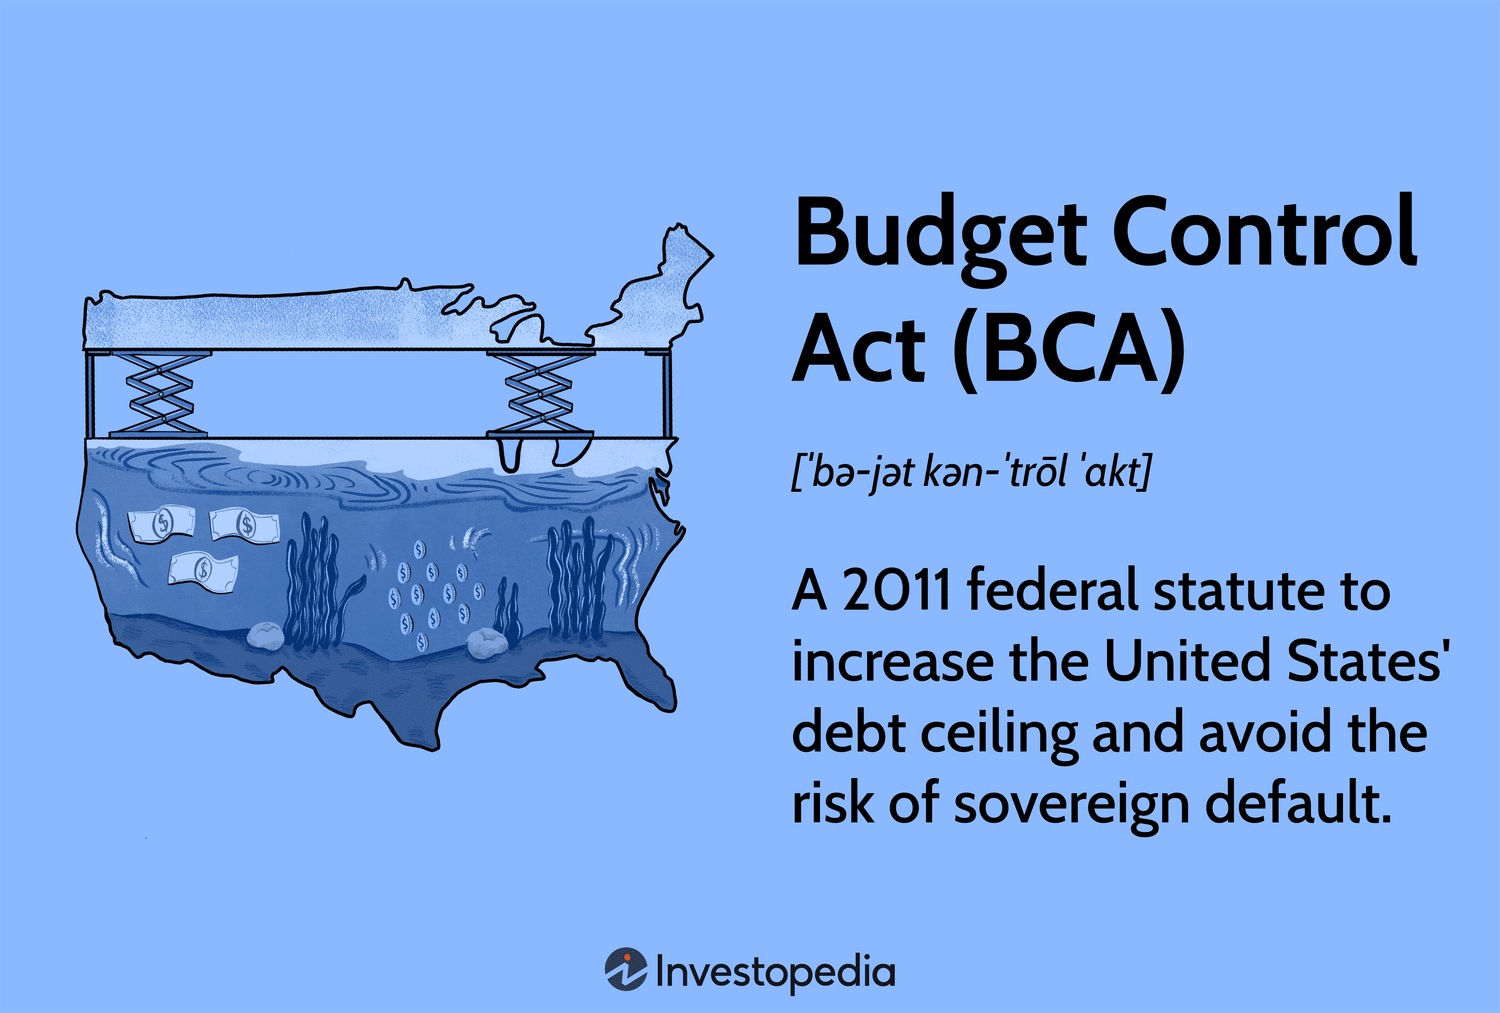 Budget Control
Act (BCA)
['bə-jət kən-ˈtrōl ˈakt]
A 2011 federal statute to
increase the United States'
debt ceiling and avoid the
risk of sovereign default.
$ $
$
$
$ $ $
$ $ $ $
$ $ $
$
Investopedia